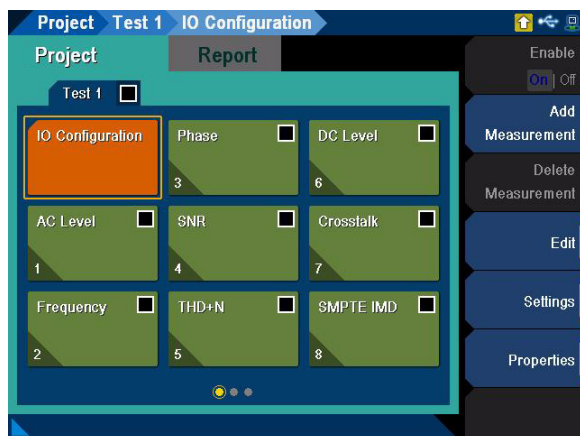 Project Test 1 IO Configuration
Project
Report
Test 1
IO Configuration
Phase
3
DC Level
6
AC Level
1
SNR
4
Crosstalk
7
Frequency
2
THD+N
5
SMPTE IMD
8
Enable
On | Off
Add
Measurement
Delete
Measurement
Edit
Settings
Properties